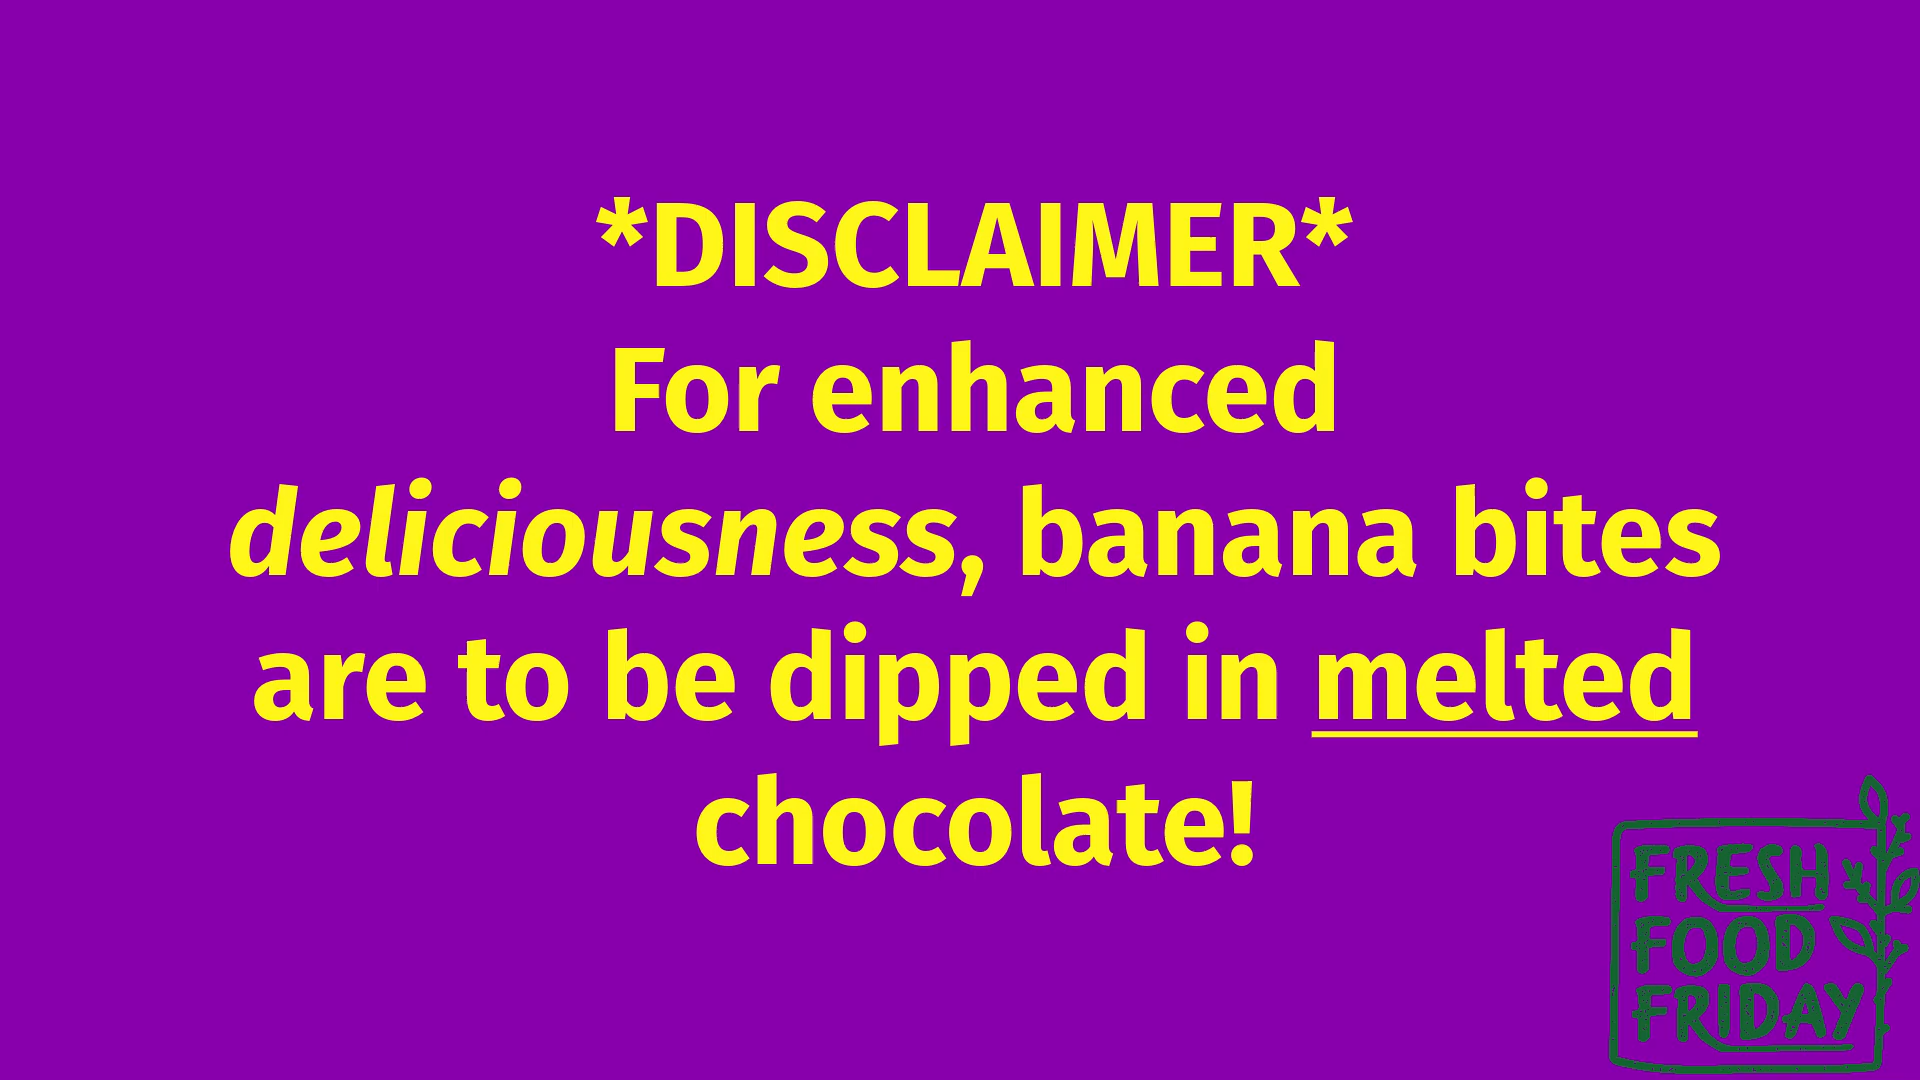 *DISCLAIMER*
For enhanced
deliciousness, banana bites
are to be dipped in melted
chocolate!
FRESH
FOOD
FRIDAY